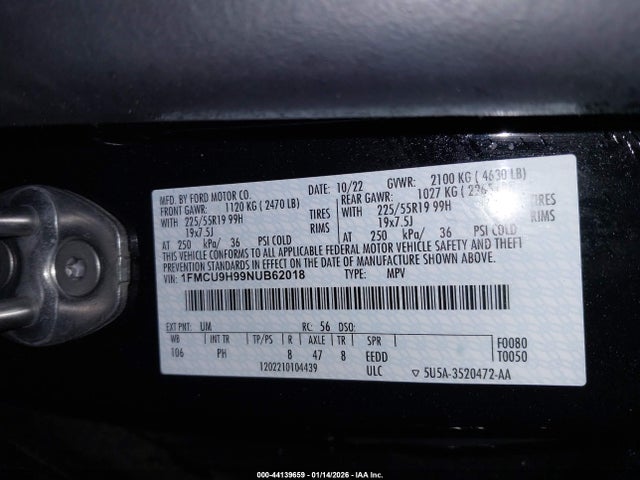 MFD. BY FORD MOTOR CO. DATE: 10/22 GVWR: 2100 KG ( 4630 LB)
FRONT GAWR: 1120 KG ( 2470 LB) REAR GAWR: 1027 KG
WITH 225/55R19 99H TIRES WITH 225/55R19 99H TIRES
19x7.5J RIMS 19x7.5J RIMS
AT 250 kPa/ 36 PSI COLD AT 250 kPa/ 36 PSI COLD
THIS VEHICLE CONFORMS TO ALL APPLICABLE FEDERAL MOTOR VEHICLE SAFETY AND THEFT
PREVENTION STANDARDS IN EFFECT ON THE DATE OF MANUFACTURE SHOWN ABOVE.
VIN: 1FMCU9H99NUB62018 TYPE: MPV
EXT PNT: UM RC: 56 DSO:
WB INT TR TP/PS R AXLE TR SPR F0080
106 PH 8 47 8 EEDD T0050
1202210104439 ULC ▽ 5U5A-3520472-AA
000-44139659 - 01/14/2026 - IAA Inc.